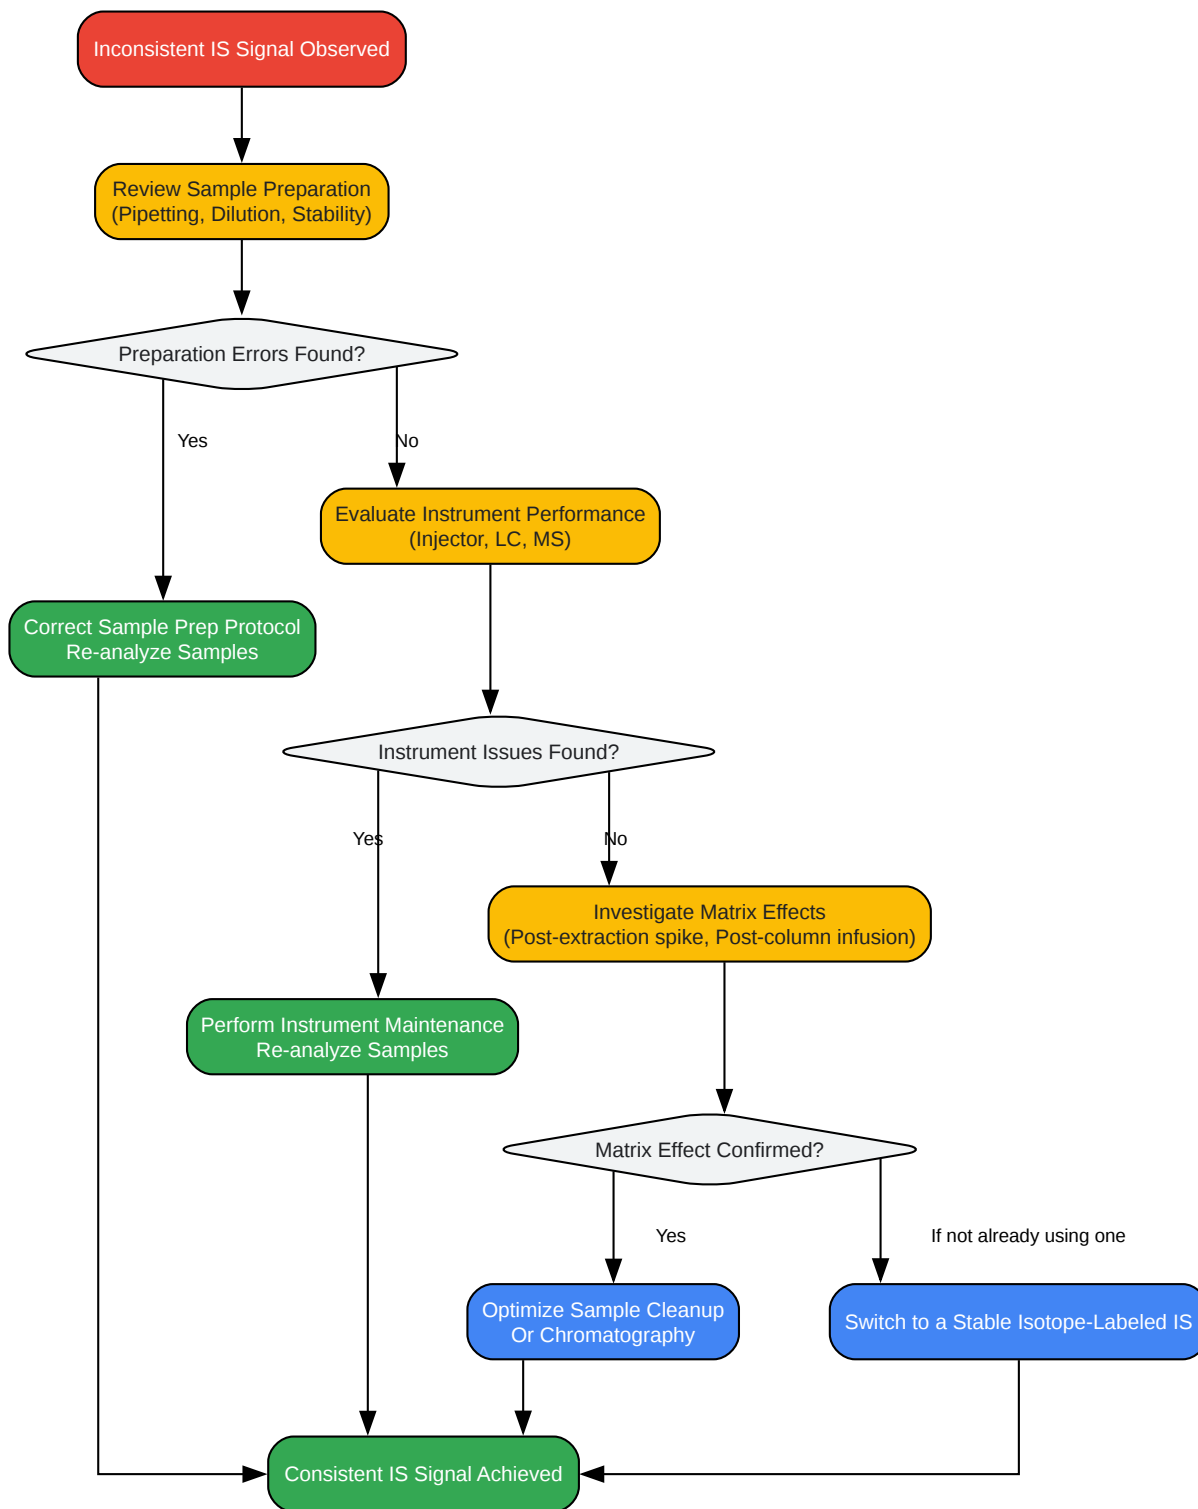 Inconsistent IS Signal Observed
Review Sample Preparation
(Pipetting, Dilution, Stability)
Preparation Errors Found?
Yes
No
Evaluate Instrument Performance
(Injector, LC, MS)
Correct Sample Prep Protocol
Re-analyze Samples
Instrument Issues Found?
Yes
No
Investigate Matrix Effects
(Post-extraction spike, Post-column infusion)
Perform Instrument Maintenance
Re-analyze Samples
Matrix Effect Confirmed?
Yes
If not already using one
Optimize Sample Cleanup
Or Chromatography
Switch to a Stable Isotope-Labeled IS
Consistent IS Signal Achieved